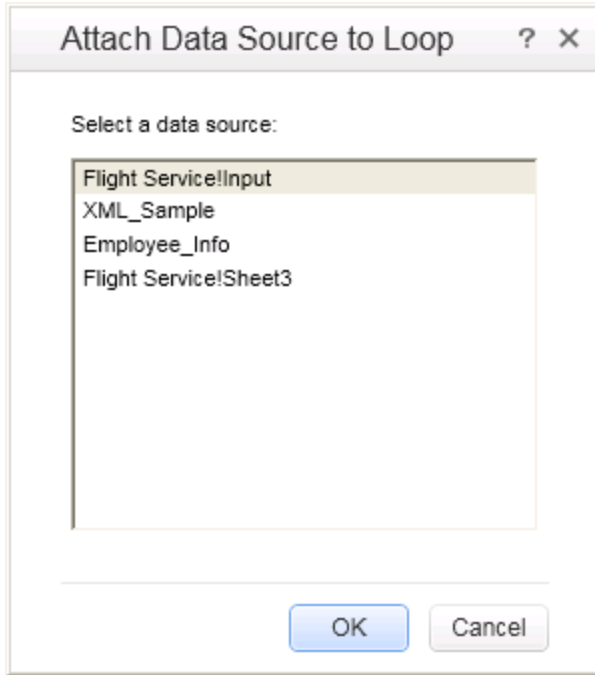 Attach Data Source to Loop ? ×
Select a data source:
Flight Service!Input
XML_Sample
Employee_Info
Flight Service!Sheet3
OK Cancel